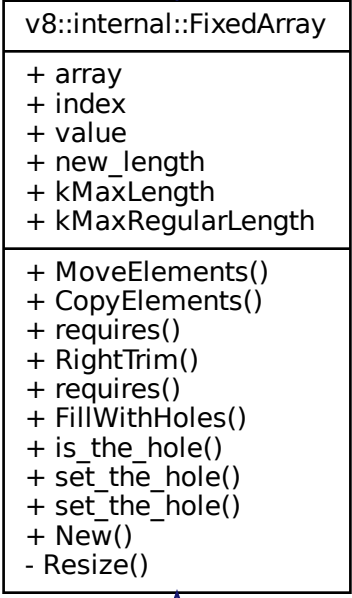 v8::internal::FixedArray
+ array
+ index
+ value
+ new_length
+ kMaxLength
+ kMaxRegularLength
+ MoveElements()
+ CopyElements()
+ requires()
+ RightTrim()
+ requires()
+ FillWithHoles()
+ is_the_hole()
+ set_the_hole()
+ set_the_hole()
+ New()
- Resize()